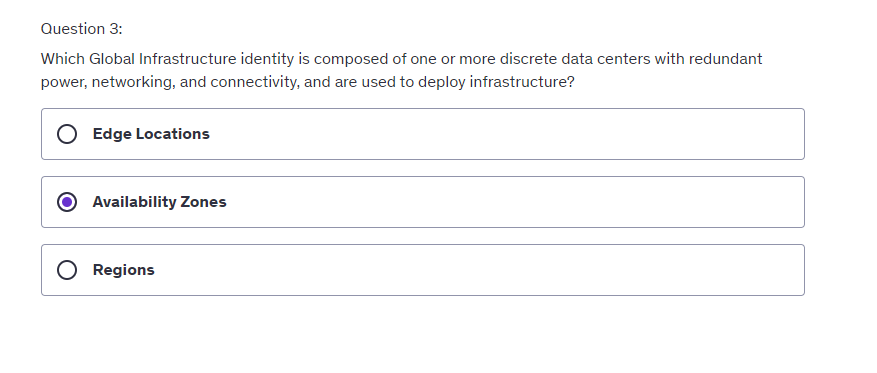 Question 3:
Which Global Infrastructure identity is composed of one or more discrete data centers with redundant
power, networking, and connectivity, and are used to deploy infrastructure?
Edge Locations
Availability Zones
Regions